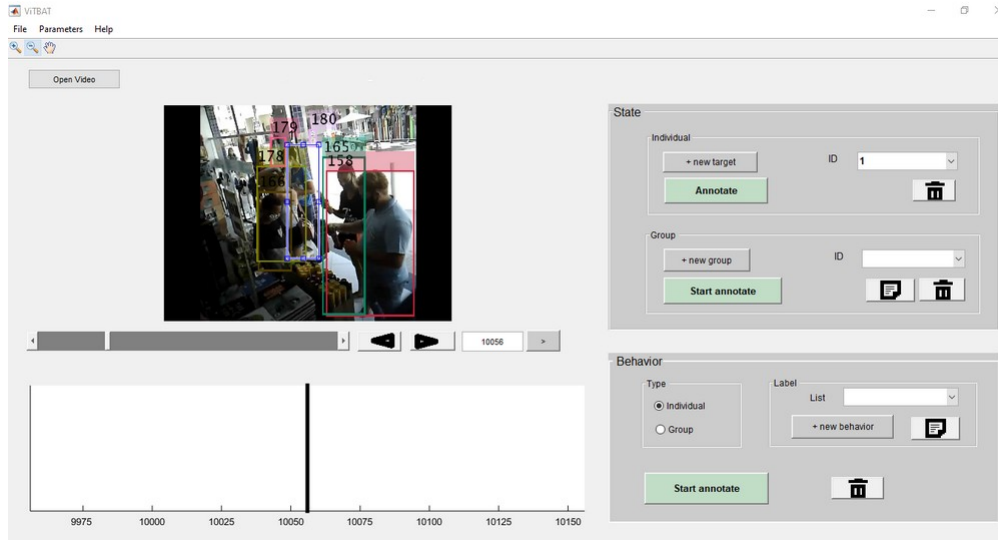 ViTBAT
File Parameters Help
Open Video
179 180
178 165
158
State
Individual
+ new target ID 1
Annotate
Group
+ new group ID
Start annotate
10056 >
Behavior
Type
Individual
Group
Label
List
+ new behavior
Start annotate
9975 10000 10025 10050 10075 10100 10125 10150